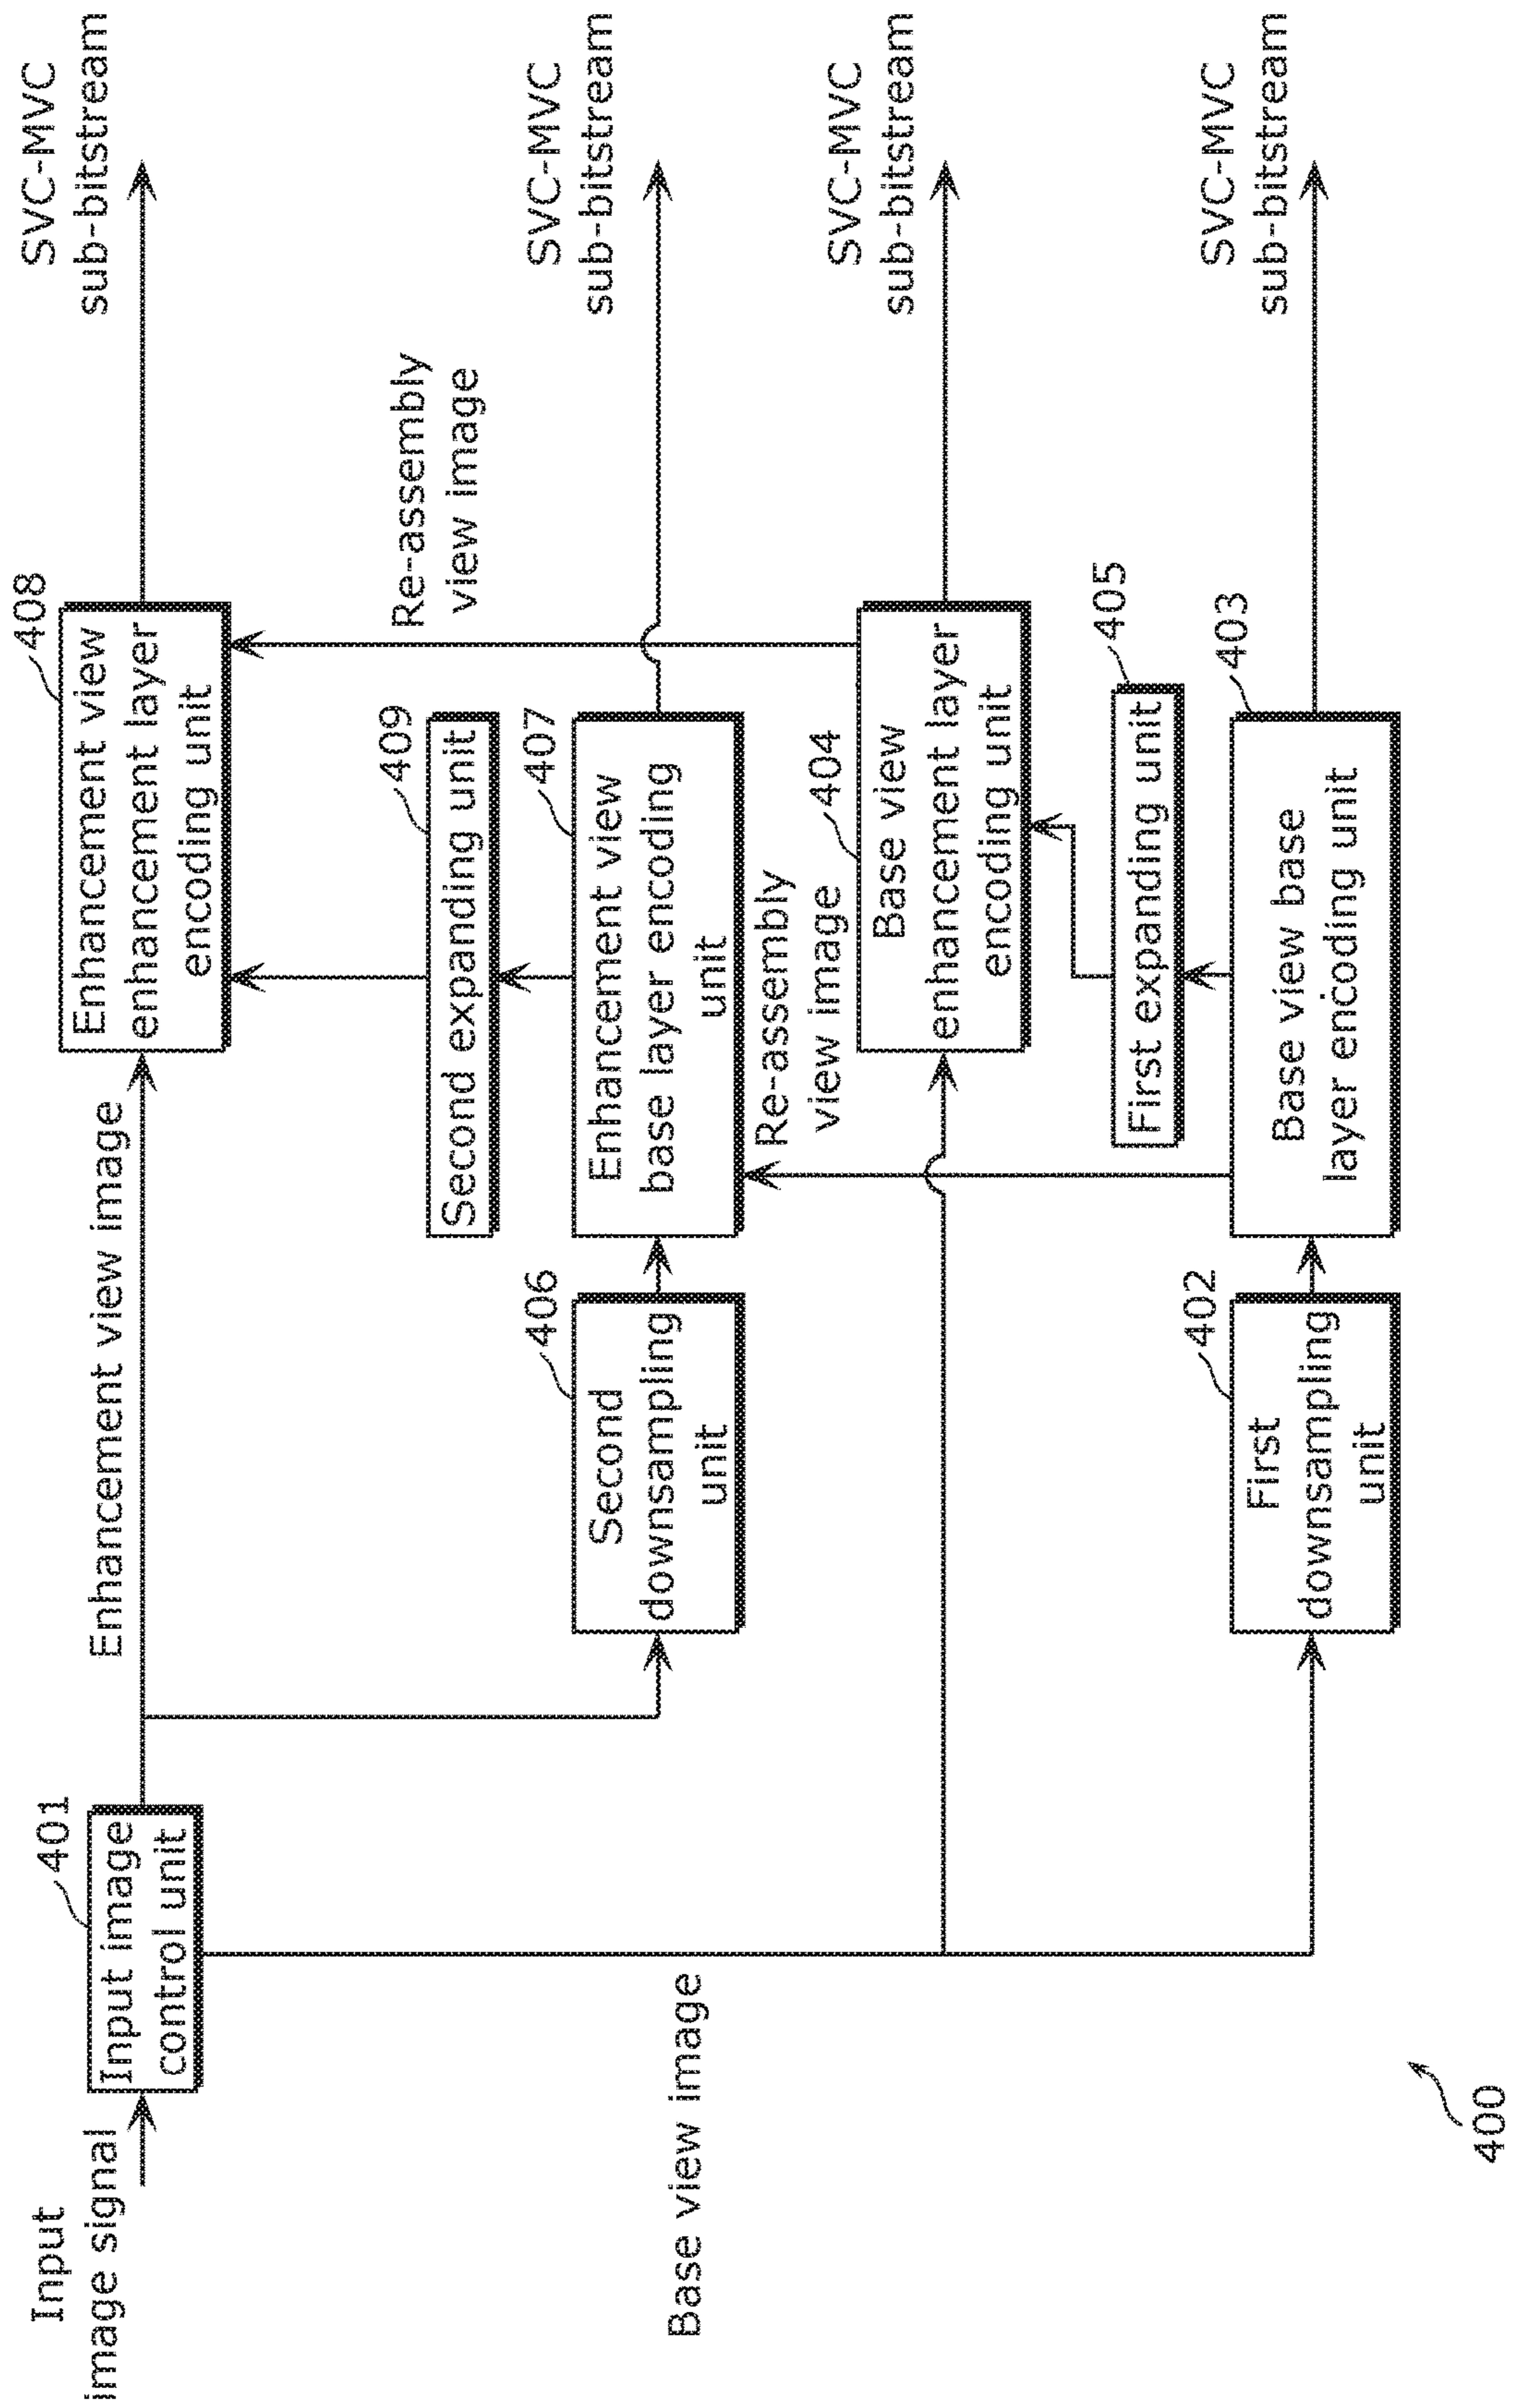 Input
image signal
401
Input image
control unit
Enhancement view image
408
Enhancement view
enhancement layer
encoding unit
SVC-MVC
sub-bitstream
Re-assembly
view image
409
Second expanding unit
406
Second
downsampling
unit
407
Enhancement view
base layer encoding
unit
SVC-MVC
sub-bitstream
Base view image
Re-assembly
view image
404
Base view
enhancement layer
encoding unit
SVC-MVC
sub-bitstream
405
First expanding unit
402
First
downsampling
unit
403
Base view base
layer encoding unit
SVC-MVC
sub-bitstream
400